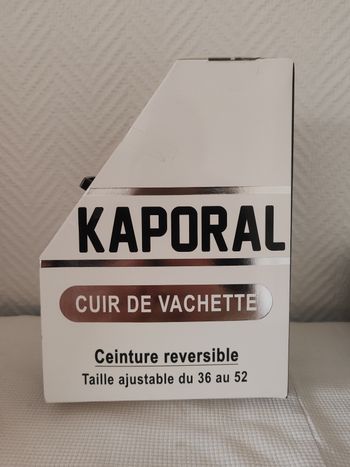 KAPORAL
CUIR DE VACHETTE
Ceinture reversible
Taille ajustable du 36 au 52